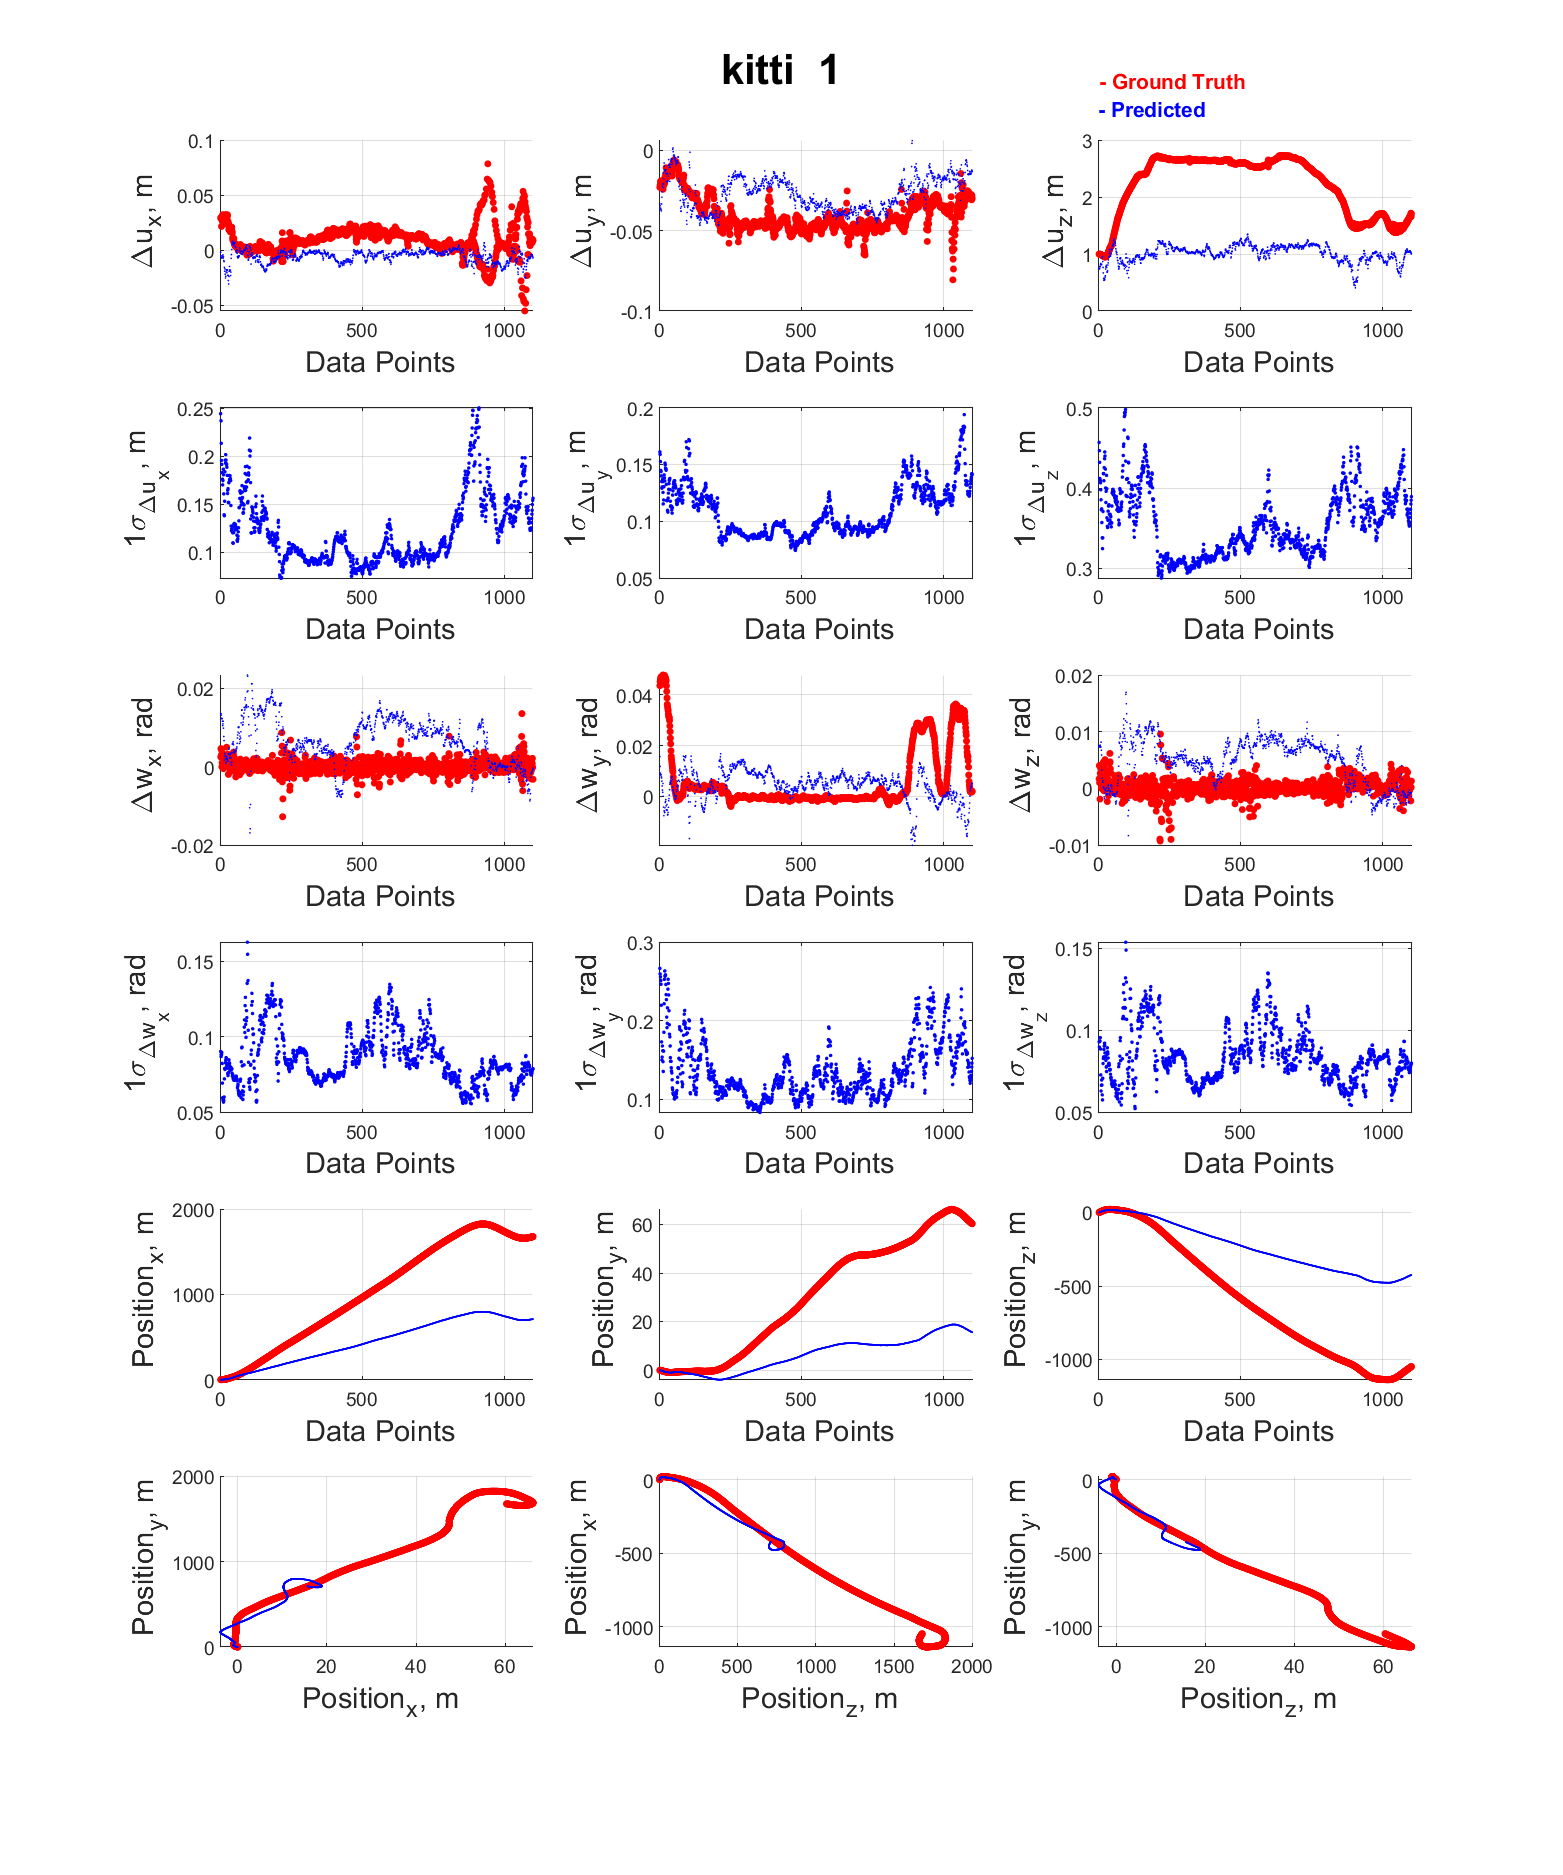 kitti 1
- Ground Truth
- Predicted
0.1
0.05
0
-0.05
0 500 1000
Data Points
Δu_x, m
0
-0.05
-0.1
0 500 1000
Data Points
Δu_y, m
3
2
1
0
0 500 1000
Data Points
Δu_z, m
0.25
0.2
0.15
0.1
0 500 1000
Data Points
1σ_Δu_x, m
0.2
0.15
0.1
0.05
0 500 1000
Data Points
1σ_Δu_y, m
0.5
0.4
0.3
0 500 1000
Data Points
1σ_Δu_z, m
0.02
0
-0.02
0 500 1000
Data Points
Δw_x, rad
0.04
0.02
0
0 500 1000
Data Points
Δw_y, rad
0.02
0.01
0
-0.01
0 500 1000
Data Points
Δw_z, rad
0.15
0.1
0.05
0 500 1000
Data Points
1σ_Δw_x, rad
0.3
0.2
0.1
0 500 1000
Data Points
1σ_Δw_y, rad
0.15
0.1
0.05
0 500 1000
Data Points
1σ_Δw_z, rad
2000
1000
0
0 500 1000
Data Points
Position_x, m
60
40
20
0
0 500 1000
Data Points
Position_y, m
0
-500
-1000
0 500 1000
Data Points
Position_z, m
2000
1000
0
0 20 40 60
Position_x, m
Position_y, m
0
-500
-1000
0 500 1000 1500 2000
Position_z, m
Position_x, m
0
-500
-1000
0 20 40 60
Position_z, m
Position_y, m